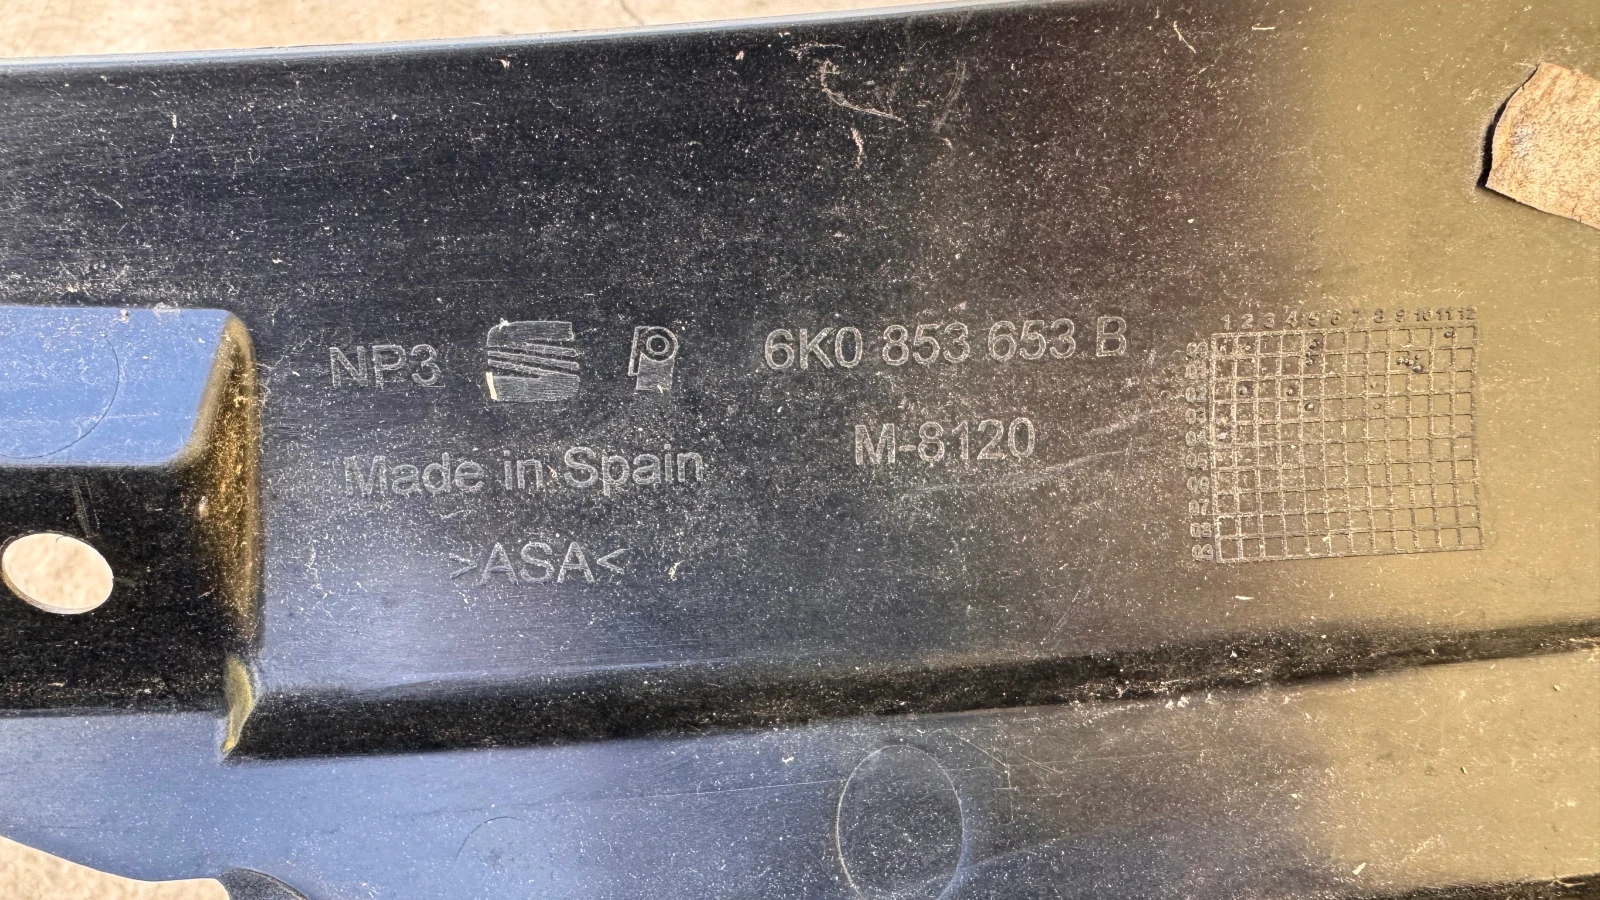 NP3 6K0 853 653 B
Made in Spain M-8120
>ASA<
1 2 3 4 5 6 7 8 9 10 11 12